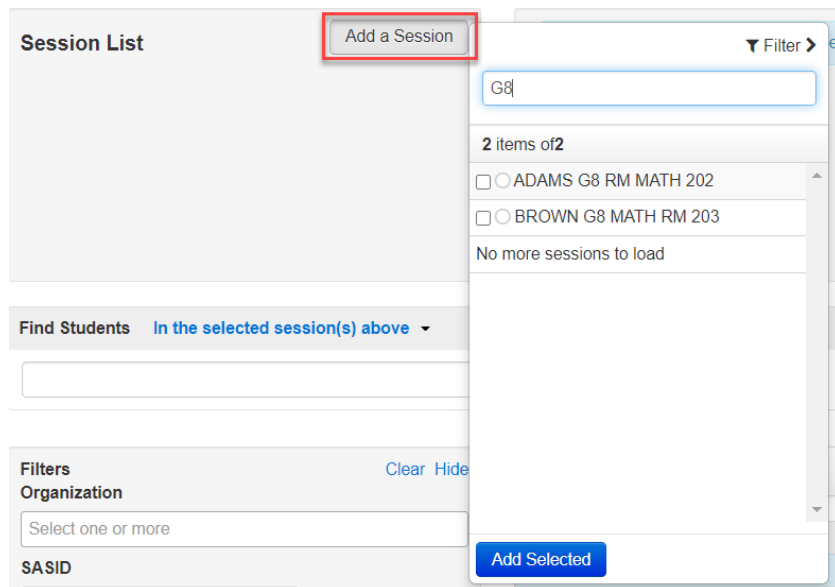 Session List
Add a Session
Filter
G8
2 items of2
ADAMS G8 RM MATH 202
BROWN G8 MATH RM 203
No more sessions to load
Add Selected
Find Students In the selected session(s) above
Filters
Clear Hide
Organization
Select one or more
SASID